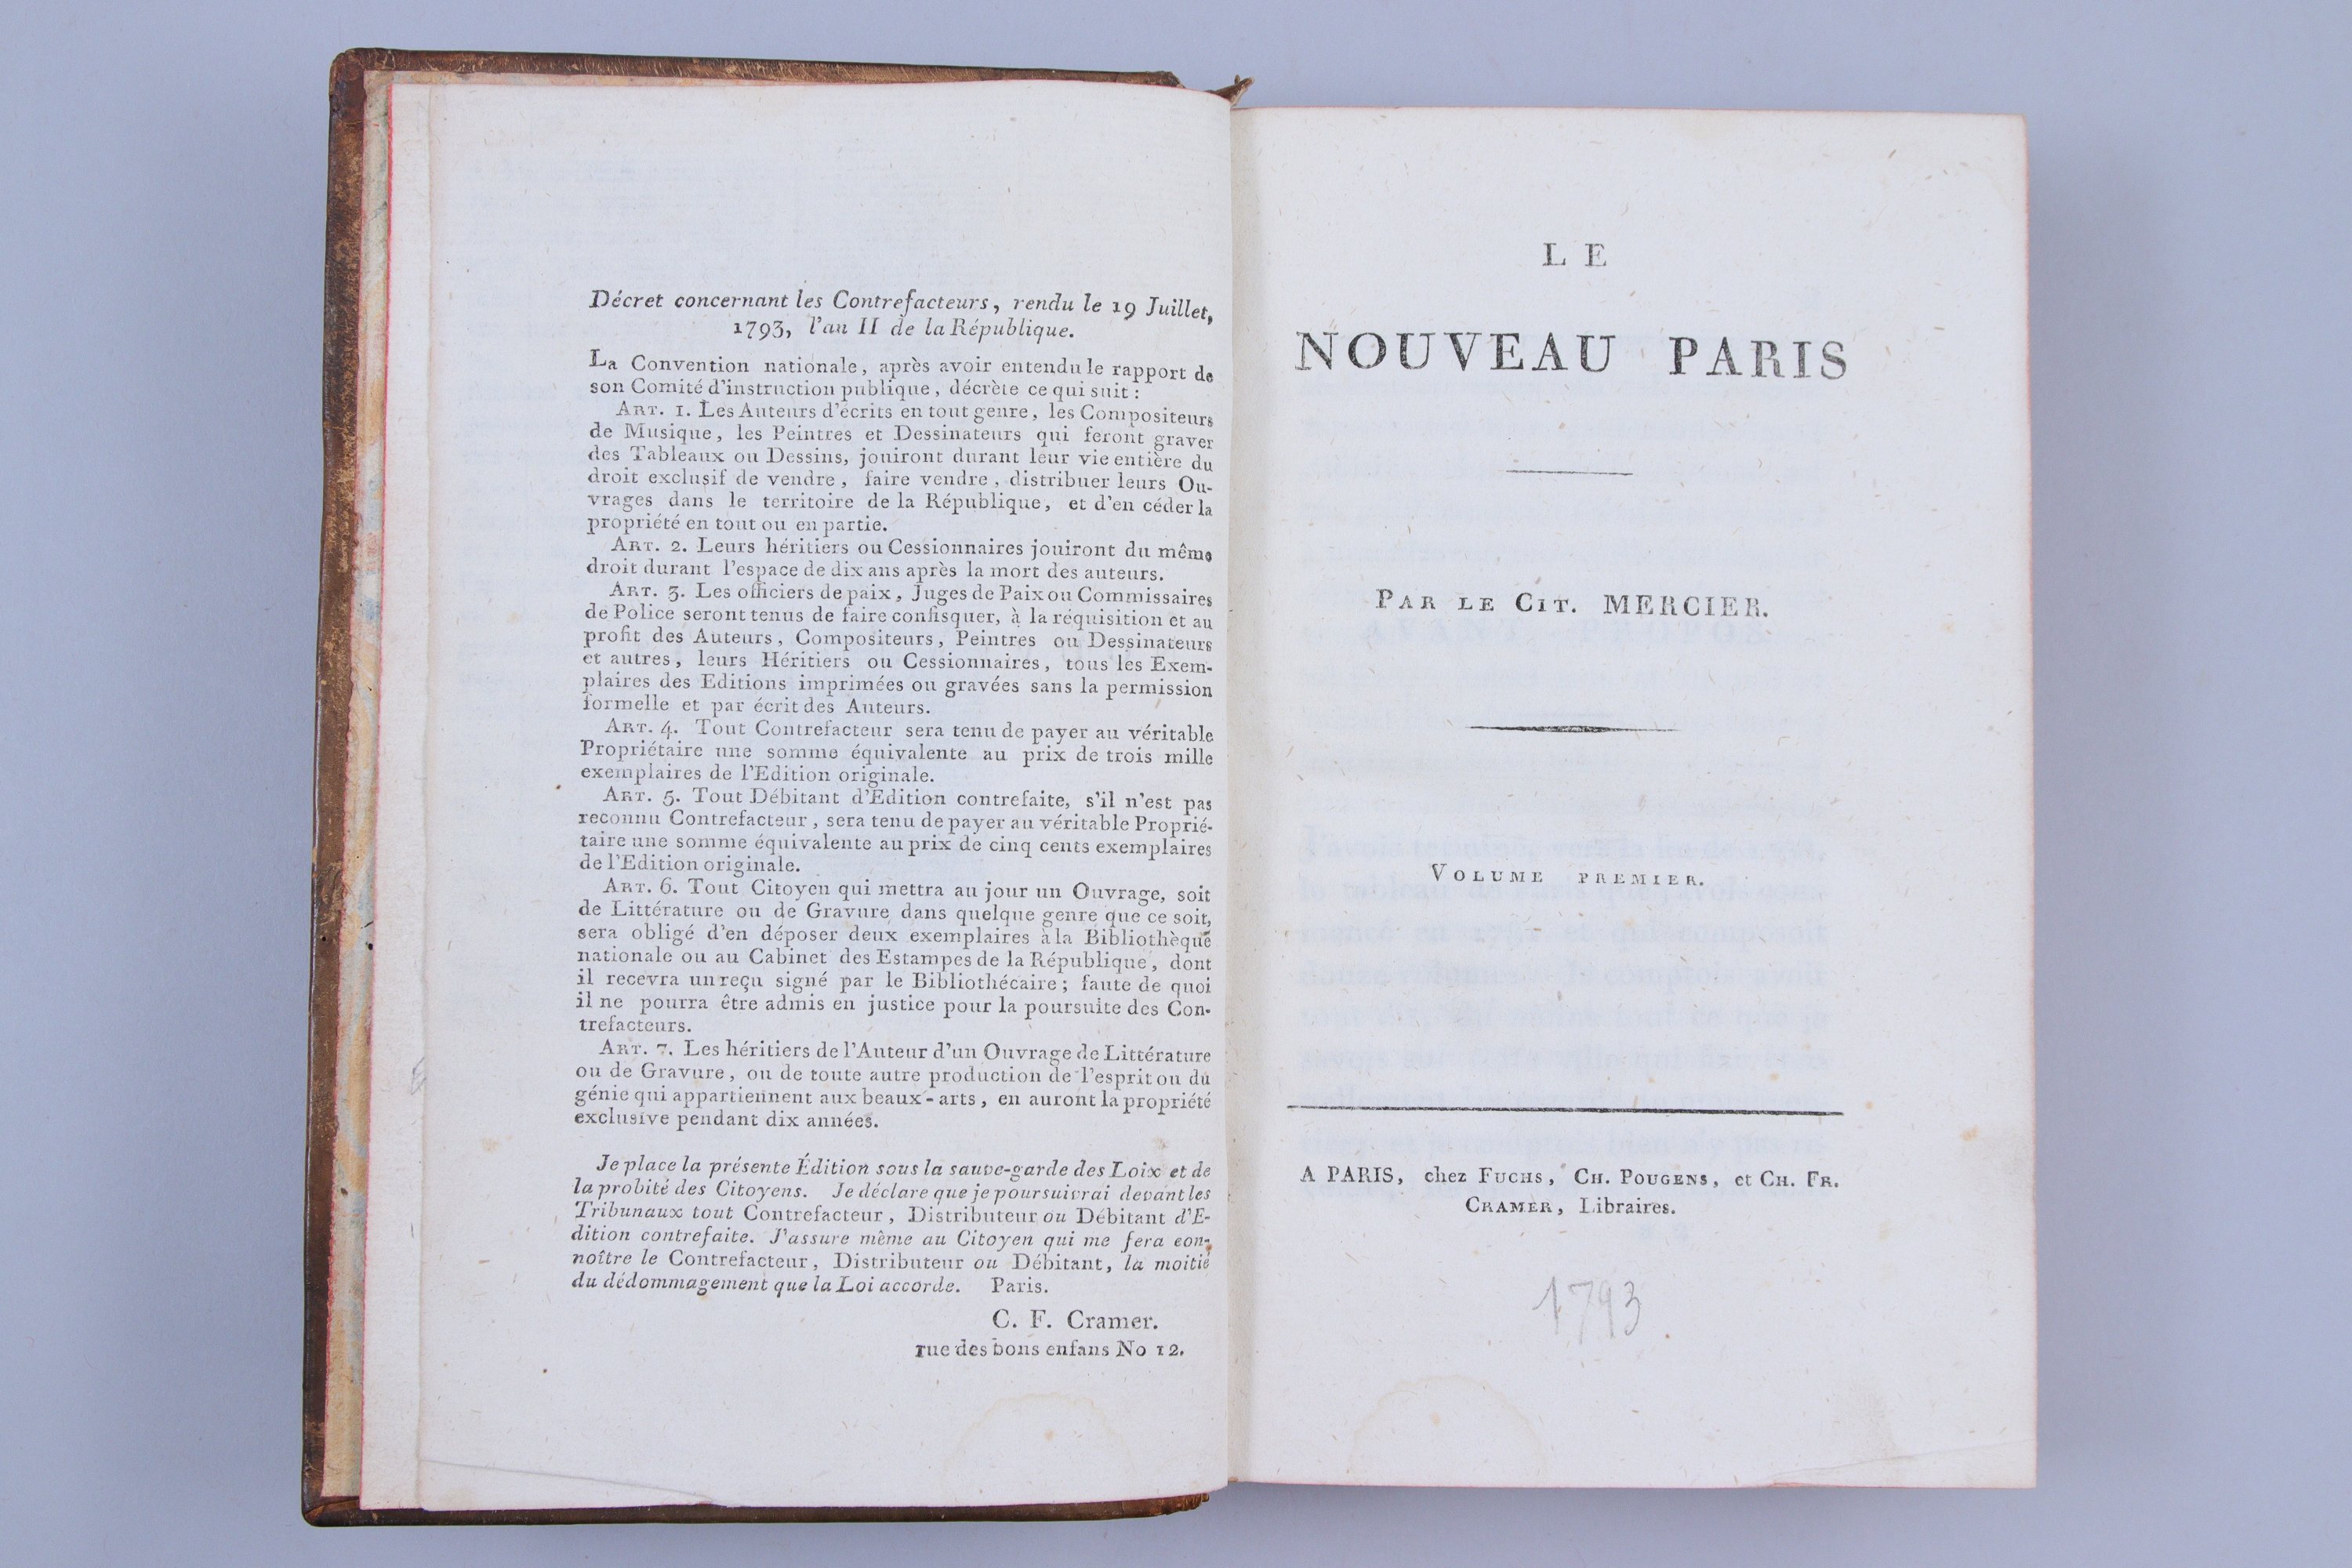 Décret concernant les Contrefacteurs, rendu le 19 Juillet,
1793, l'an II de la République.
La Convention nationale, après avoir entendu le rapport de
son Comité d'instruction publique, décrète ce qui suit :
ART. 1. Les Auteurs d'écrits en tout genre, les Compositeurs
de Musique, les Peintres et Dessinateurs qui feront graver
des Tableaux ou Dessins, jouiront durant leur vie entière du
droit exclusif de vendre, faire vendre, distribuer leurs Ou-
vrages dans le territoire de la République, et d'en céder la
propriété en tout ou en partie.
ART. 2. Leurs héritiers ou Cessionnaires jouiront du même
droit durant l'espace de dix ans après la mort des auteurs.
ART. 3. Les officiers de paix, Juges de Paix ou Commissaires
de Police seront tenus de faire confisquer, à la réquisition et au
profit des Auteurs, Compositeurs, Peintres ou Dessinateurs
et autres, leurs Héritiers ou Cessionnaires, tous les Exem-
plaires des Editions imprimées ou gravées sans la permission
formelle et par écrit des Auteurs.
ART. 4. Tout Contrefacteur sera tenu de payer au véritable
Propriétaire une somme équivalente au prix de trois mille
exemplaires de l'Edition originale.
ART. 5. Tout Débitant d'Edition contrefaite, s'il n'est pas
reconnu Contrefacteur, sera tenu de payer au véritable Proprié-
taire une somme équivalente au prix de cinq cents exemplaires
de l'Edition originale.
ART. 6. Tout Citoyen qui mettra au jour un Ouvrage, soit
de Littérature ou de Gravure dans quelque genre que ce soit,
sera obligé d'en déposer deux exemplaires à la Bibliothèque
nationale ou au Cabinet des Estampes de la République, dont
il recevra un reçu signé par le Bibliothécaire ; faute de quoi
il ne pourra être admis en justice pour la poursuite des Con-
trefacteurs.
ART. 7. Les héritiers de l'Auteur d'un Ouvrage de Littérature
ou de Gravure, ou de toute autre production de l'esprit ou du
génie qui appartiennent aux beaux-arts, en auront la propriété
exclusive pendant dix années.
Je place la présente Édition sous la sauve-garde des Loix et de
la probité des Citoyens. Je déclare que je poursuivrai devant les
Tribunaux tout Contrefacteur, Distributeur ou Débitant d'E-
dition contrefaite. J'assure même au Citoyen qui me fera con-
noître le Contrefacteur, Distributeur ou Débitant, la moitié
du dédommagement que la Loi accorde. Paris.
C. F. Cramer.
rue des bons enfans No 12.
LE
NOUVEAU PARIS
PAR LE CIT. MERCIER.
VOLUME PREMIER.
A PARIS, chez FUCHS, CH. POUGENS, et CH. FR.
CRAMER, Libraires.
1793